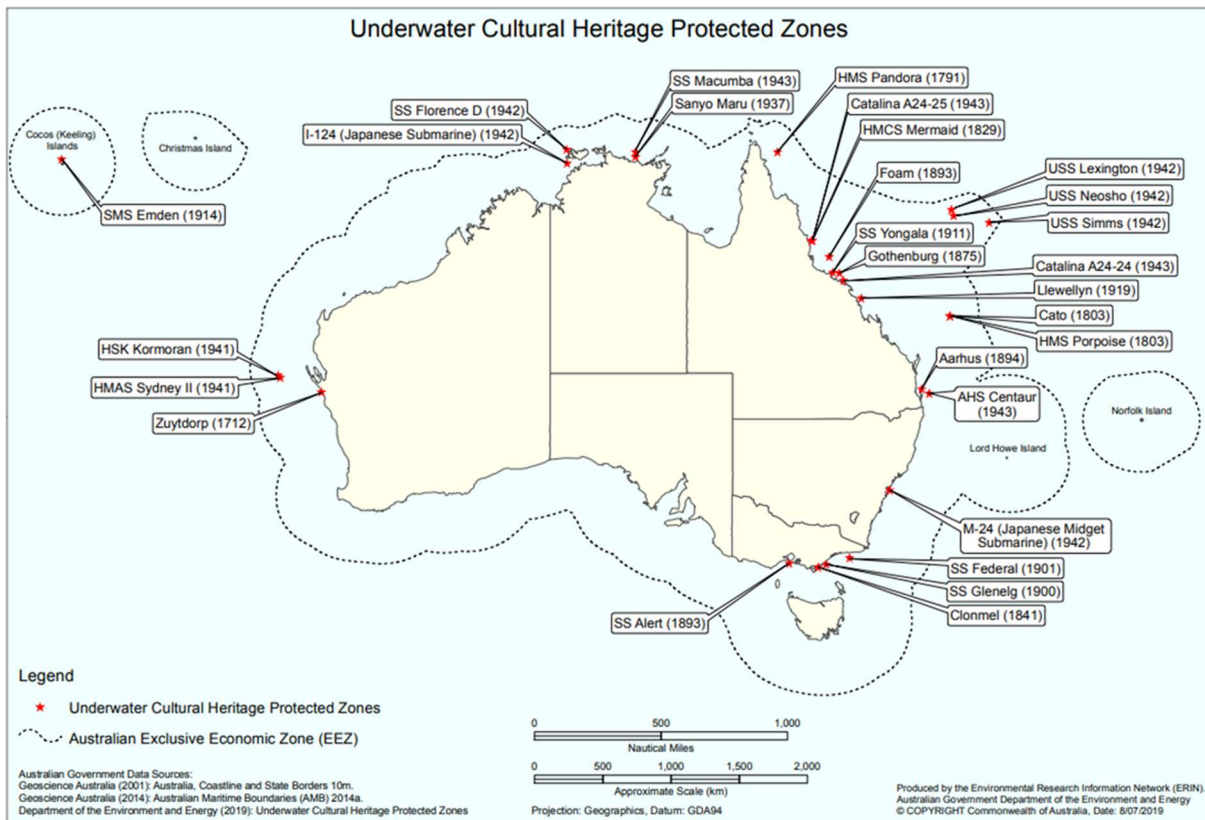 Underwater Cultural Heritage Protected Zones
SS Macumba (1943)
HMS Pandora (1791)
SS Florence D (1942)
Sanyo Maru (1937)
Catalina A24-25 (1943)
I-124 (Japanese Submarine) (1942)
HMCS Mermaid (1829)
Cocos (Keeling)
Islands
Christmas Island
Foam (1893)
USS Lexington (1942)
USS Neosho (1942)
SMS Emden (1914)
USS Simms (1942)
SS Yongala (1911)
Gothenburg (1875)
Catalina A24-24 (1943)
Llewellyn (1919)
Cato (1803)
HMS Porpoise (1803)
HSK Kormoran (1941)
Aarhus (1894)
HMAS Sydney II (1941)
AHS Centaur
(1943)
Norfolk Island
Zuytdorp (1712)
Lord Howe Island
M-24 (Japanese Midget
Submarine) (1942)
SS Federal (1901)
SS Glenelg (1900)
Clonmel (1841)
SS Alert (1893)
Legend
Underwater Cultural Heritage Protected Zones
Australian Exclusive Economic Zone (EEZ)
0 500 1,000
Nautical Miles
0 500 1,000 1,500 2,000
Approximate Scale (km)
Australian Government Data Sources:
Geoscience Australia (2001): Australia, Coastline and State Borders 10m.
Geoscience Australia (2014): Australian Maritime Boundaries (AMB) 2014a.
Department of the Environment and Energy (2019): Underwater Cultural Heritage Protected Zones
Projection: Geographics, Datum: GDA94
Produced by the Environmental Research Information Network (ERIN).
Australian Government Department of the Environment and Energy
© COPYRIGHT Commonwealth of Australia, Date: 8/07/2019